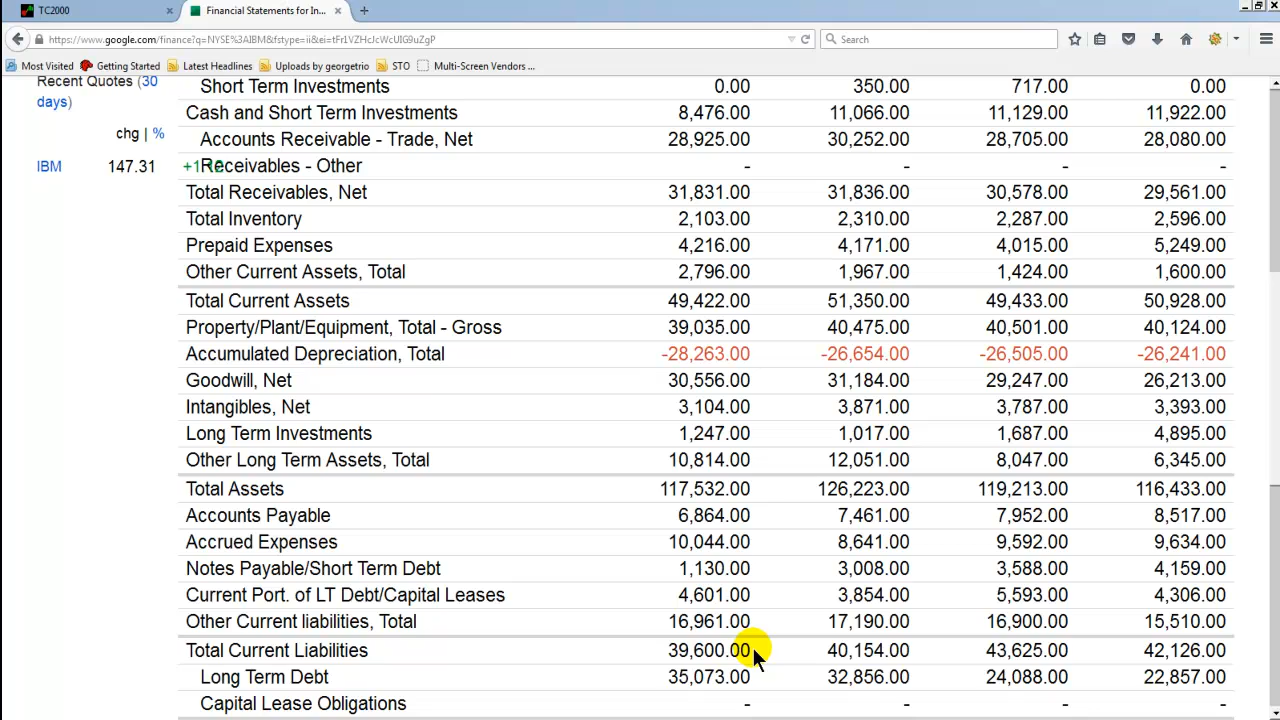 TC2000 × Financial Statements for In... × +
https://www.google.com/finance?q=NYSE%3AIBM&fstype=ii&ei=tFr1VZHcJcWcUIG9uZgP Search
Most Visited Getting Started Latest Headlines Uploads by georgetrio STO Multi-Screen Vendors ...
Recent Quotes (30
days)
chg | %
IBM 147.31
Short Term Investments 0.00 350.00 717.00 0.00
Cash and Short Term Investments 8,476.00 11,066.00 11,129.00 11,922.00
Accounts Receivable - Trade, Net 28,925.00 30,252.00 28,705.00 28,080.00
Receivables - Other - - - -
Total Receivables, Net 31,831.00 31,836.00 30,578.00 29,561.00
Total Inventory 2,103.00 2,310.00 2,287.00 2,596.00
Prepaid Expenses 4,216.00 4,171.00 4,015.00 5,249.00
Other Current Assets, Total 2,796.00 1,967.00 1,424.00 1,600.00
Total Current Assets 49,422.00 51,350.00 49,433.00 50,928.00
Property/Plant/Equipment, Total - Gross 39,035.00 40,475.00 40,501.00 40,124.00
Accumulated Depreciation, Total -28,263.00 -26,654.00 -26,505.00 -26,241.00
Goodwill, Net 30,556.00 31,184.00 29,247.00 26,213.00
Intangibles, Net 3,104.00 3,871.00 3,787.00 3,393.00
Long Term Investments 1,247.00 1,017.00 1,687.00 4,895.00
Other Long Term Assets, Total 10,814.00 12,051.00 8,047.00 6,345.00
Total Assets 117,532.00 126,223.00 119,213.00 116,433.00
Accounts Payable 6,864.00 7,461.00 7,952.00 8,517.00
Accrued Expenses 10,044.00 8,641.00 9,592.00 9,634.00
Notes Payable/Short Term Debt 1,130.00 3,008.00 3,588.00 4,159.00
Current Port. of LT Debt/Capital Leases 4,601.00 3,854.00 5,593.00 4,306.00
Other Current liabilities, Total 16,961.00 17,190.00 16,900.00 15,510.00
Total Current Liabilities 39,600.00 40,154.00 43,625.00 42,126.00
Long Term Debt 35,073.00 32,856.00 24,088.00 22,857.00
Capital Lease Obligations - - - -